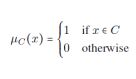 μ_C(x) = { 1 if x ∈ C
0 otherwise